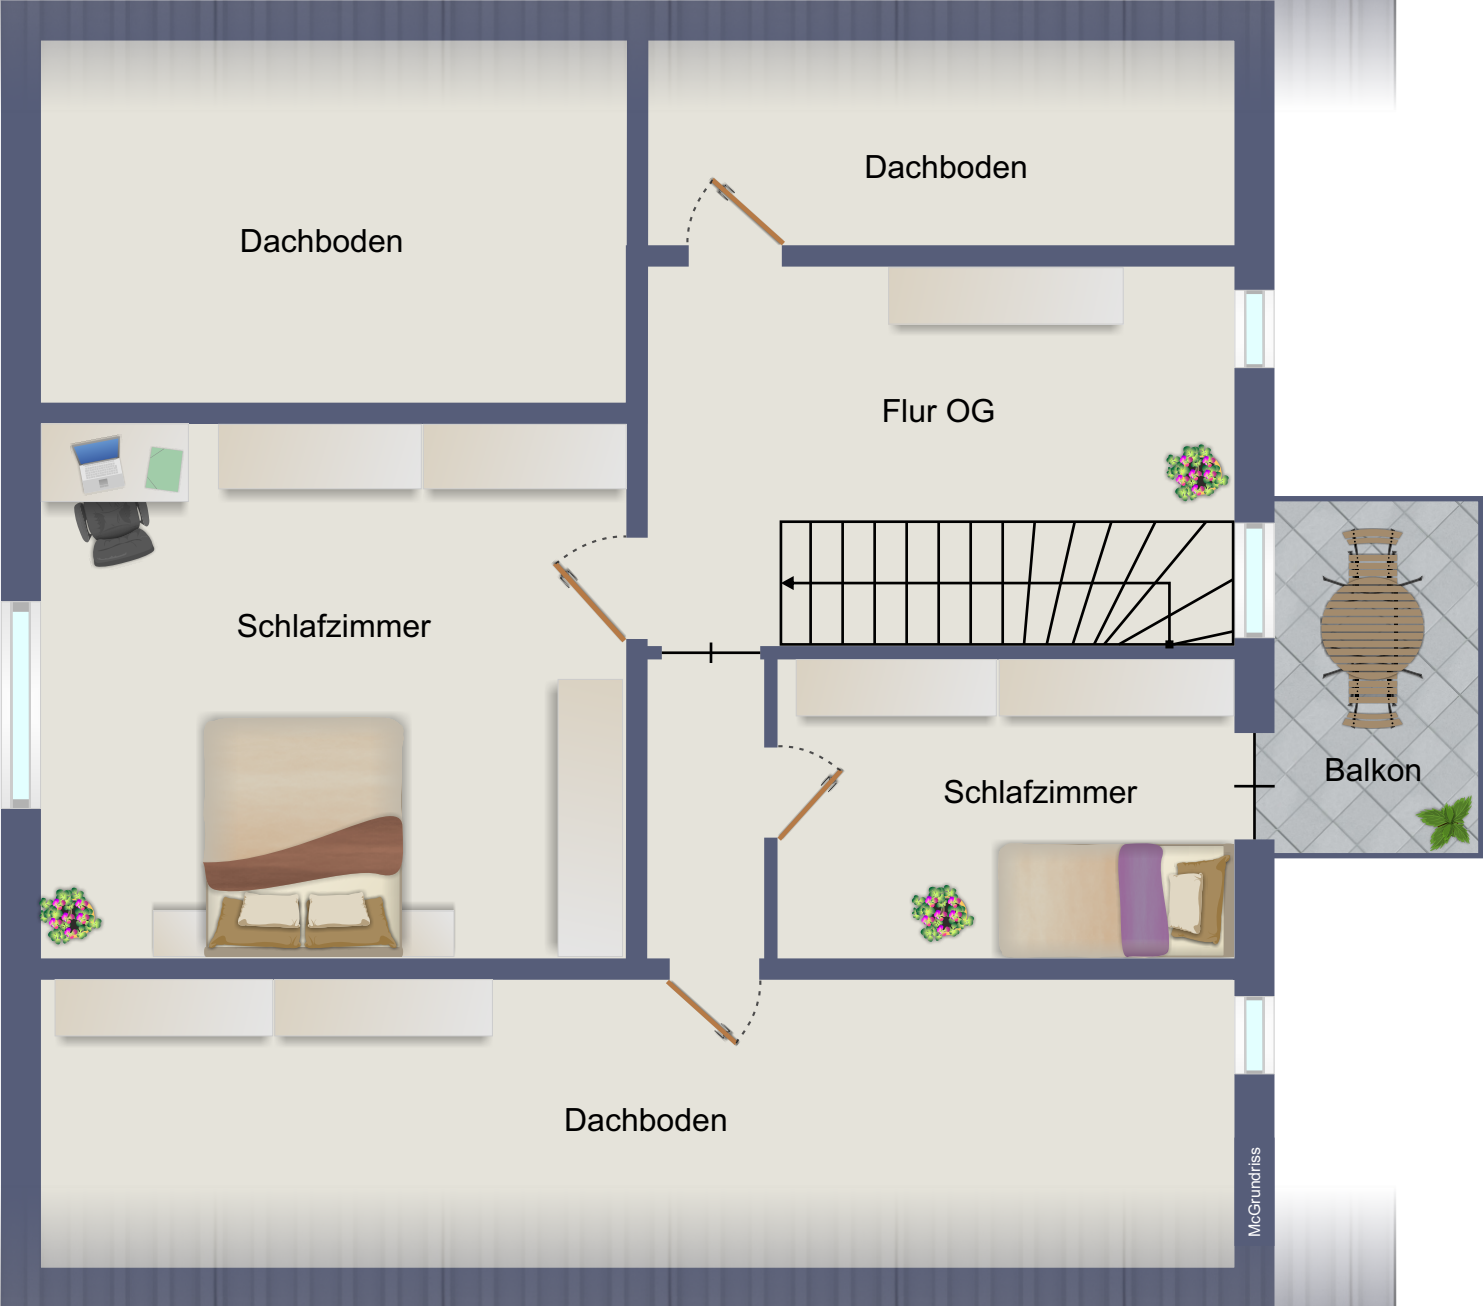 Dachboden
Dachboden
Flur OG
Schlafzimmer
Balkon
Schlafzimmer
Dachboden
McGrundriss